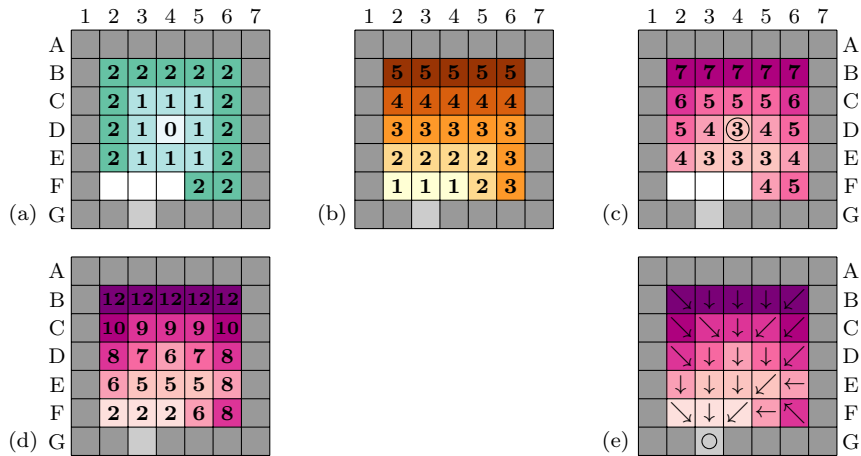 1 2 3 4 5 6 7 1 2 3 4 5 6 7 1 2 3 4 5 6 7
A A
B 2 2 2 2 2 5 5 5 5 5 7 7 7 7 7 B
C 2 1 1 1 2 4 4 4 4 4 6 5 5 5 6 C
D 2 1 0 1 2 3 3 3 3 3 5 4 3 4 5 D
E 2 1 1 1 2 2 2 2 2 3 4 3 3 3 4 E
F 2 2 1 1 1 2 3 4 5 F
(a) G (b) (c) G
A A
B 12 12 12 12 12 ↘ ↓ ↓ ↓ ↙ B
C 10 9 9 9 10 ↘ ↘ ↓ ↙ ↙ C
D 8 7 6 7 8 ↘ ↓ ↓ ↓ ↙ D
E 6 5 5 5 8 ↓ ↓ ↓ ↙ ← E
F 2 2 2 6 8 ↘ ↓ ↙ ← ↖ F
(d) G (e) G